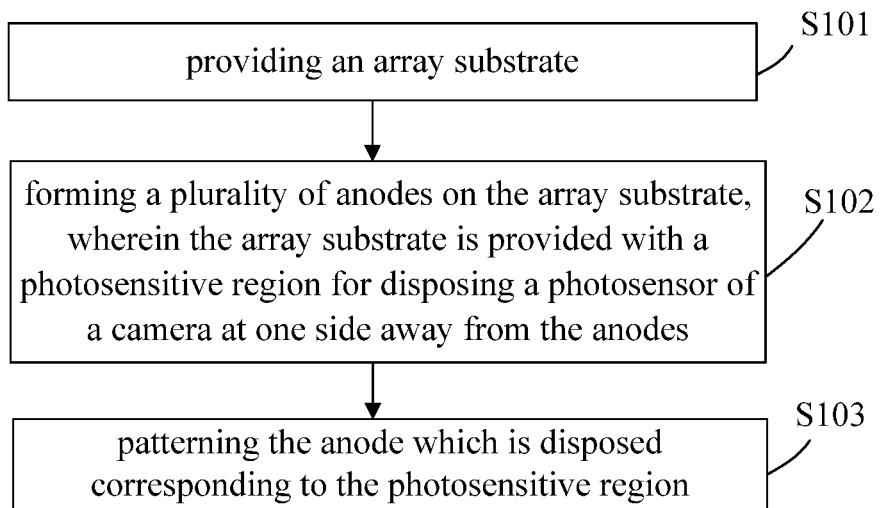 S101
providing an array substrate
S102
forming a plurality of anodes on the array substrate,
wherein the array substrate is provided with a
photosensitive region for disposing a photosensor of
a camera at one side away from the anodes
S103
patterning the anode which is disposed
corresponding to the photosensitive region